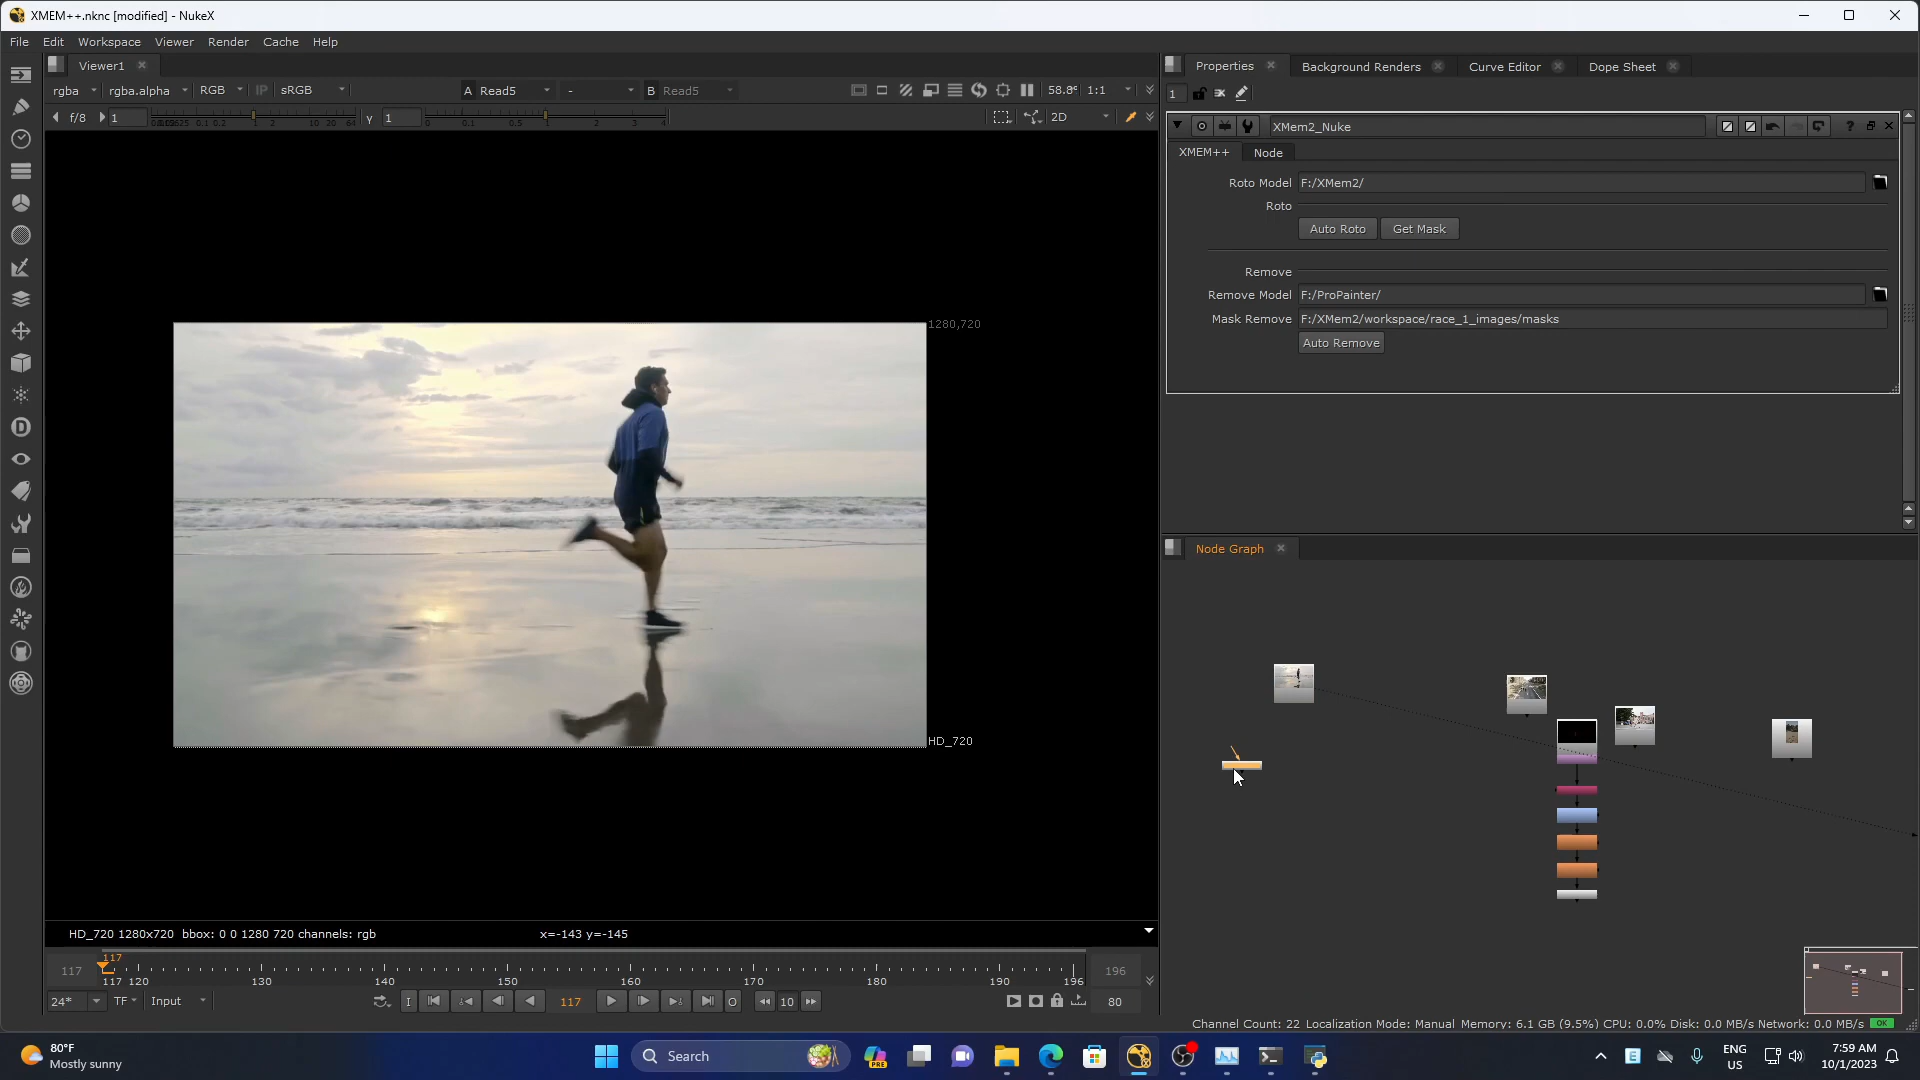 XMEM++.nknc [modified] - NukeX
File Edit Workspace Viewer Render Cache Help
Viewer1
rgba rgba.alpha RGB IP sRGB A Read5 - B Read5 1:1
f/8 1 y 1 2D
1280,720
HD_720
HD_720 1280x720 bbox: 0 0 1280 720 channels: rgb x=-143 y=-145
117
117 196
117 120 130 140 150 160 170 180 190 196
24* TF Input I 117 O 10 80
Properties Background Renders Curve Editor Dope Sheet
1
XMem2_Nuke
XMEM++ Node
Roto Model F:/XMem2/
Roto
Auto Roto Get Mask
Remove
Remove Model F:/ProPainter/
Mask Remove F:/XMem2/workspace/race_1_images/masks
Auto Remove
Node Graph
Channel Count: 22 Localization Mode: Manual Memory: 6.1 GB (9.5%) CPU: 0.0% Disk: 0.0 MB/s Network: 0.0 MB/s OK
80°F
Mostly sunny
Search
PRE
ENG
US
7:59 AM
10/1/2023